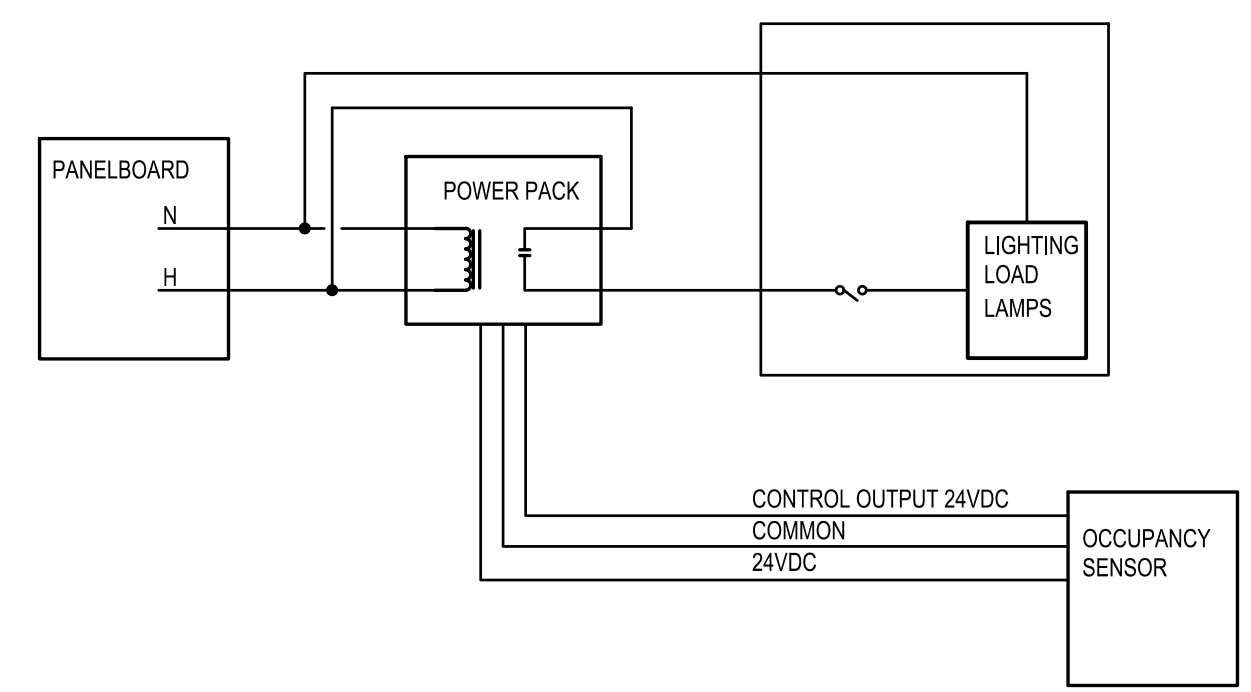 PANELBOARD
N
H
POWER PACK
LIGHTING
LOAD
LAMPS
CONTROL OUTPUT 24VDC
COMMON
24VDC
OCCUPANCY
SENSOR